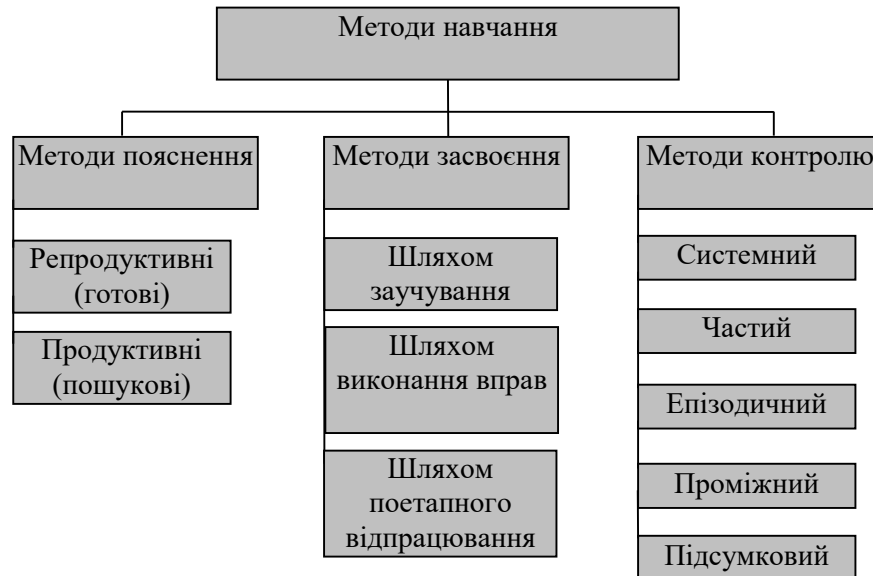 Методи навчання
Методи пояснення
Репродуктивні
(готові)
Продуктивні
(пошукові)
Методи засвоєння
Шляхом
заучування
Шляхом
виконання вправ
Шляхом
поетапного
відпрацювання
Методи контролю
Системний
Частий
Епізодичний
Проміжний
Підсумковий